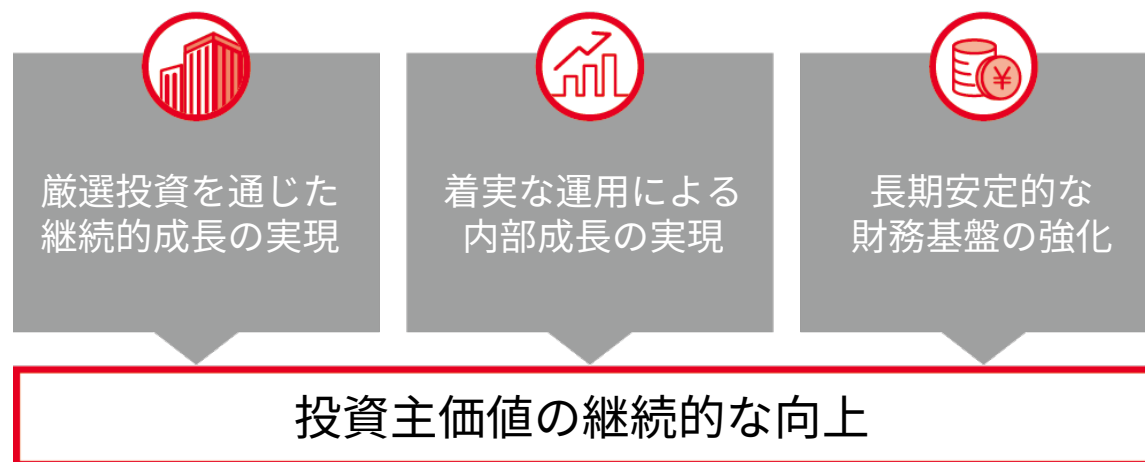 厳選投資を通じた
継続的成長の実現
着実な運用による
内部成長の実現
長期安定的な
財務基盤の強化
¥
投資主価値の継続的な向上